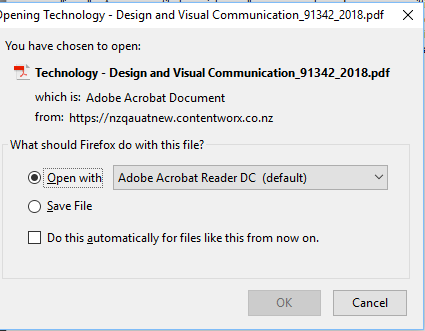 Opening Technology - Design and Visual Communication_91342_2018.pdf
You have chosen to open:
Technology - Design and Visual Communication_91342_2018.pdf
which is: Adobe Acrobat Document
from: https://nzqauatnew.contentworx.co.nz
What should Firefox do with this file?
Open with Adobe Acrobat Reader DC (default)
Save File
Do this automatically for files like this from now on.
OK Cancel